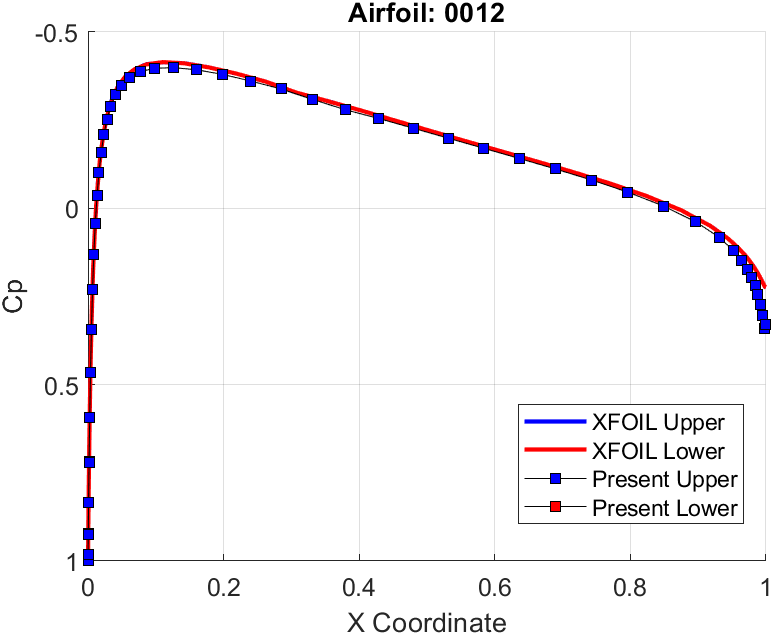 Airfoil: 0012
-0.5
0
0.5
1
Cp
0
0.2
0.4
0.6
0.8
1
X Coordinate
XFOIL Upper
XFOIL Lower
Present Upper
Present Lower